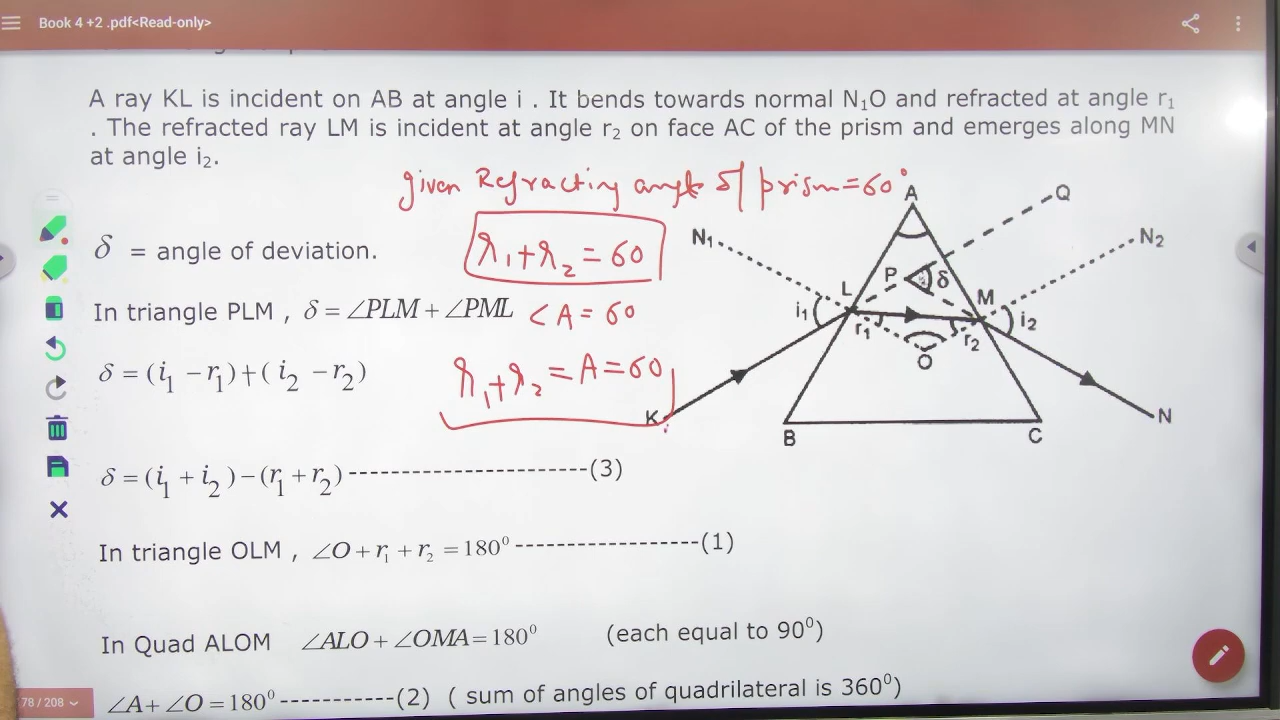 Book 4 +2 .pdf<Read-only>
A ray KL is incident on AB at angle i . It bends towards normal N₁O and refracted at angle r₁
. The refracted ray LM is incident at angle r₂ on face AC of the prism and emerges along MN
at angle i₂.
given Refracting angle of prism = 60°
δ = angle of deviation.
r₁ + r₂ = 60
In triangle PLM , δ = ∠PLM + ∠PML
∠A = 60
δ = (i₁ − r₁) + ( i₂ − r₂)
r₁ + r₂ = A = 60
A
Q
N₁
N₂
P
δ
L
M
i₁
i₂
r₁
r₂
O
K
N
B
C
δ = (i₁ + i₂) − (r₁ + r₂) -----------------------(3)
In triangle OLM , ∠O + r₁ + r₂ = 180⁰ ------------------(1)
In Quad ALOM ∠ALO + ∠OMA = 180⁰ (each equal to 90⁰)
78 / 208
∠A + ∠O = 180⁰ -----------(2) ( sum of angles of quadrilateral is 360⁰)